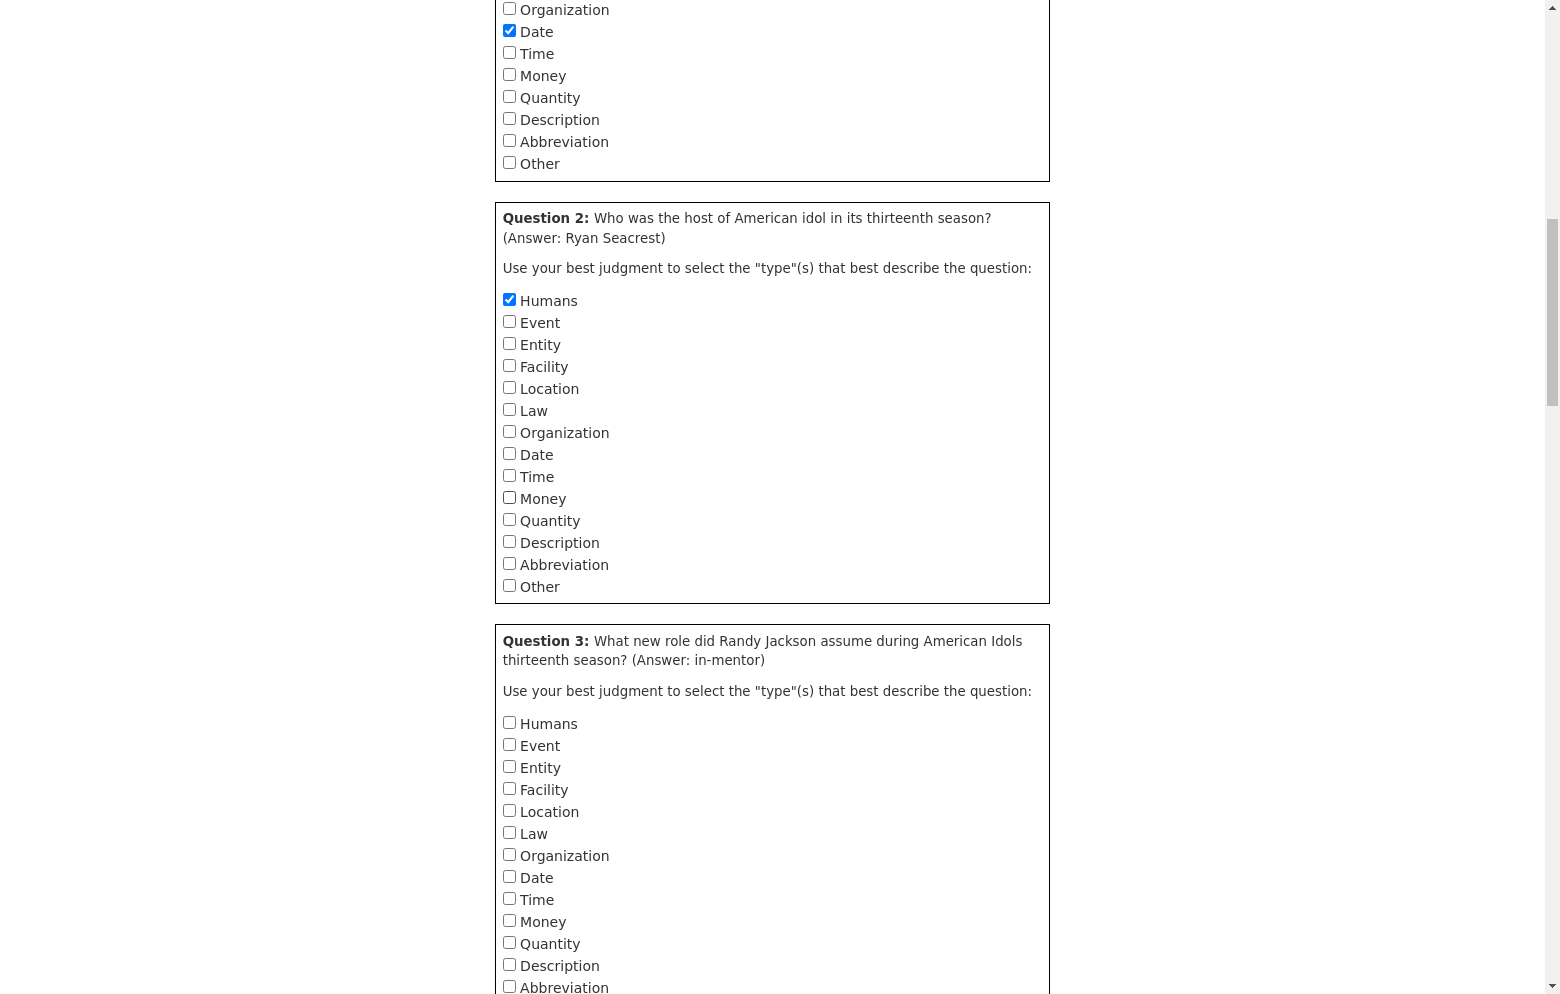 Organization
Date
Time
Money
Quantity
Description
Abbreviation
Other
Question 2: Who was the host of American idol in its thirteenth season?
(Answer: Ryan Seacrest)
Use your best judgment to select the "type"(s) that best describe the question:
Humans
Event
Entity
Facility
Location
Law
Organization
Date
Time
Money
Quantity
Description
Abbreviation
Other
Question 3: What new role did Randy Jackson assume during American Idols
thirteenth season? (Answer: in-mentor)
Use your best judgment to select the "type"(s) that best describe the question:
Humans
Event
Entity
Facility
Location
Law
Organization
Date
Time
Money
Quantity
Description
Abbreviation